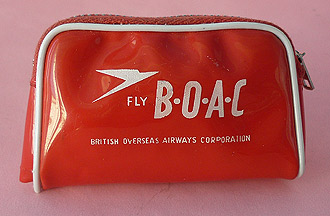 FLY B·O·A·C
BRITISH OVERSEAS AIRWAYS CORPORATION